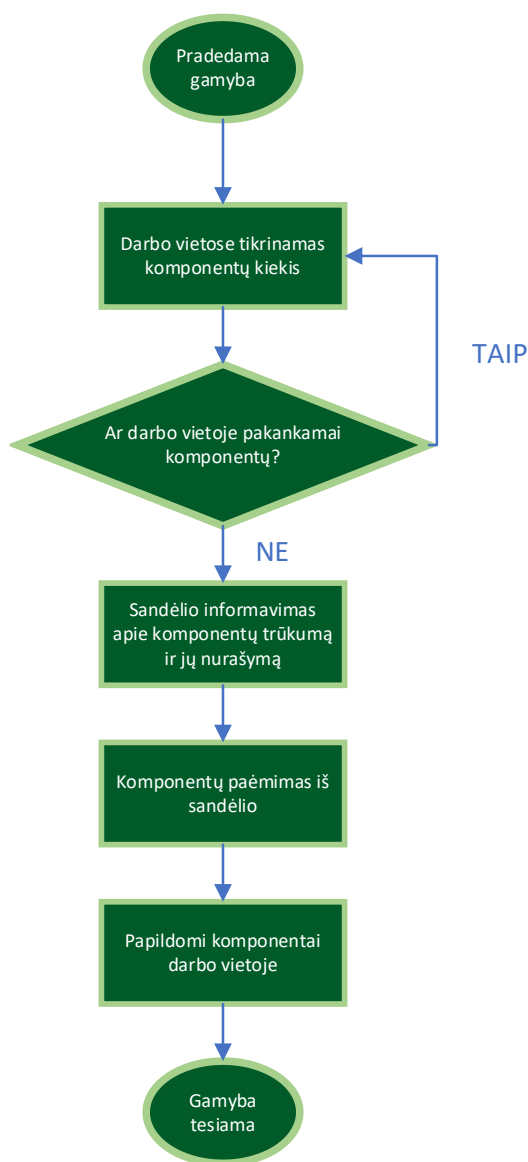 Pradedama
gamyba
Darbo vietose tikrinamas
komponentų kiekis
TAIP
Ar darbo vietoje pakankamai
komponentų?
NE
Sandėlio informavimas
apie komponentų trūkumą
ir jų nurašymą
Komponentų paėmimas iš
sandėlio
Papildomi komponentai
darbo vietoje
Gamyba
tesiama